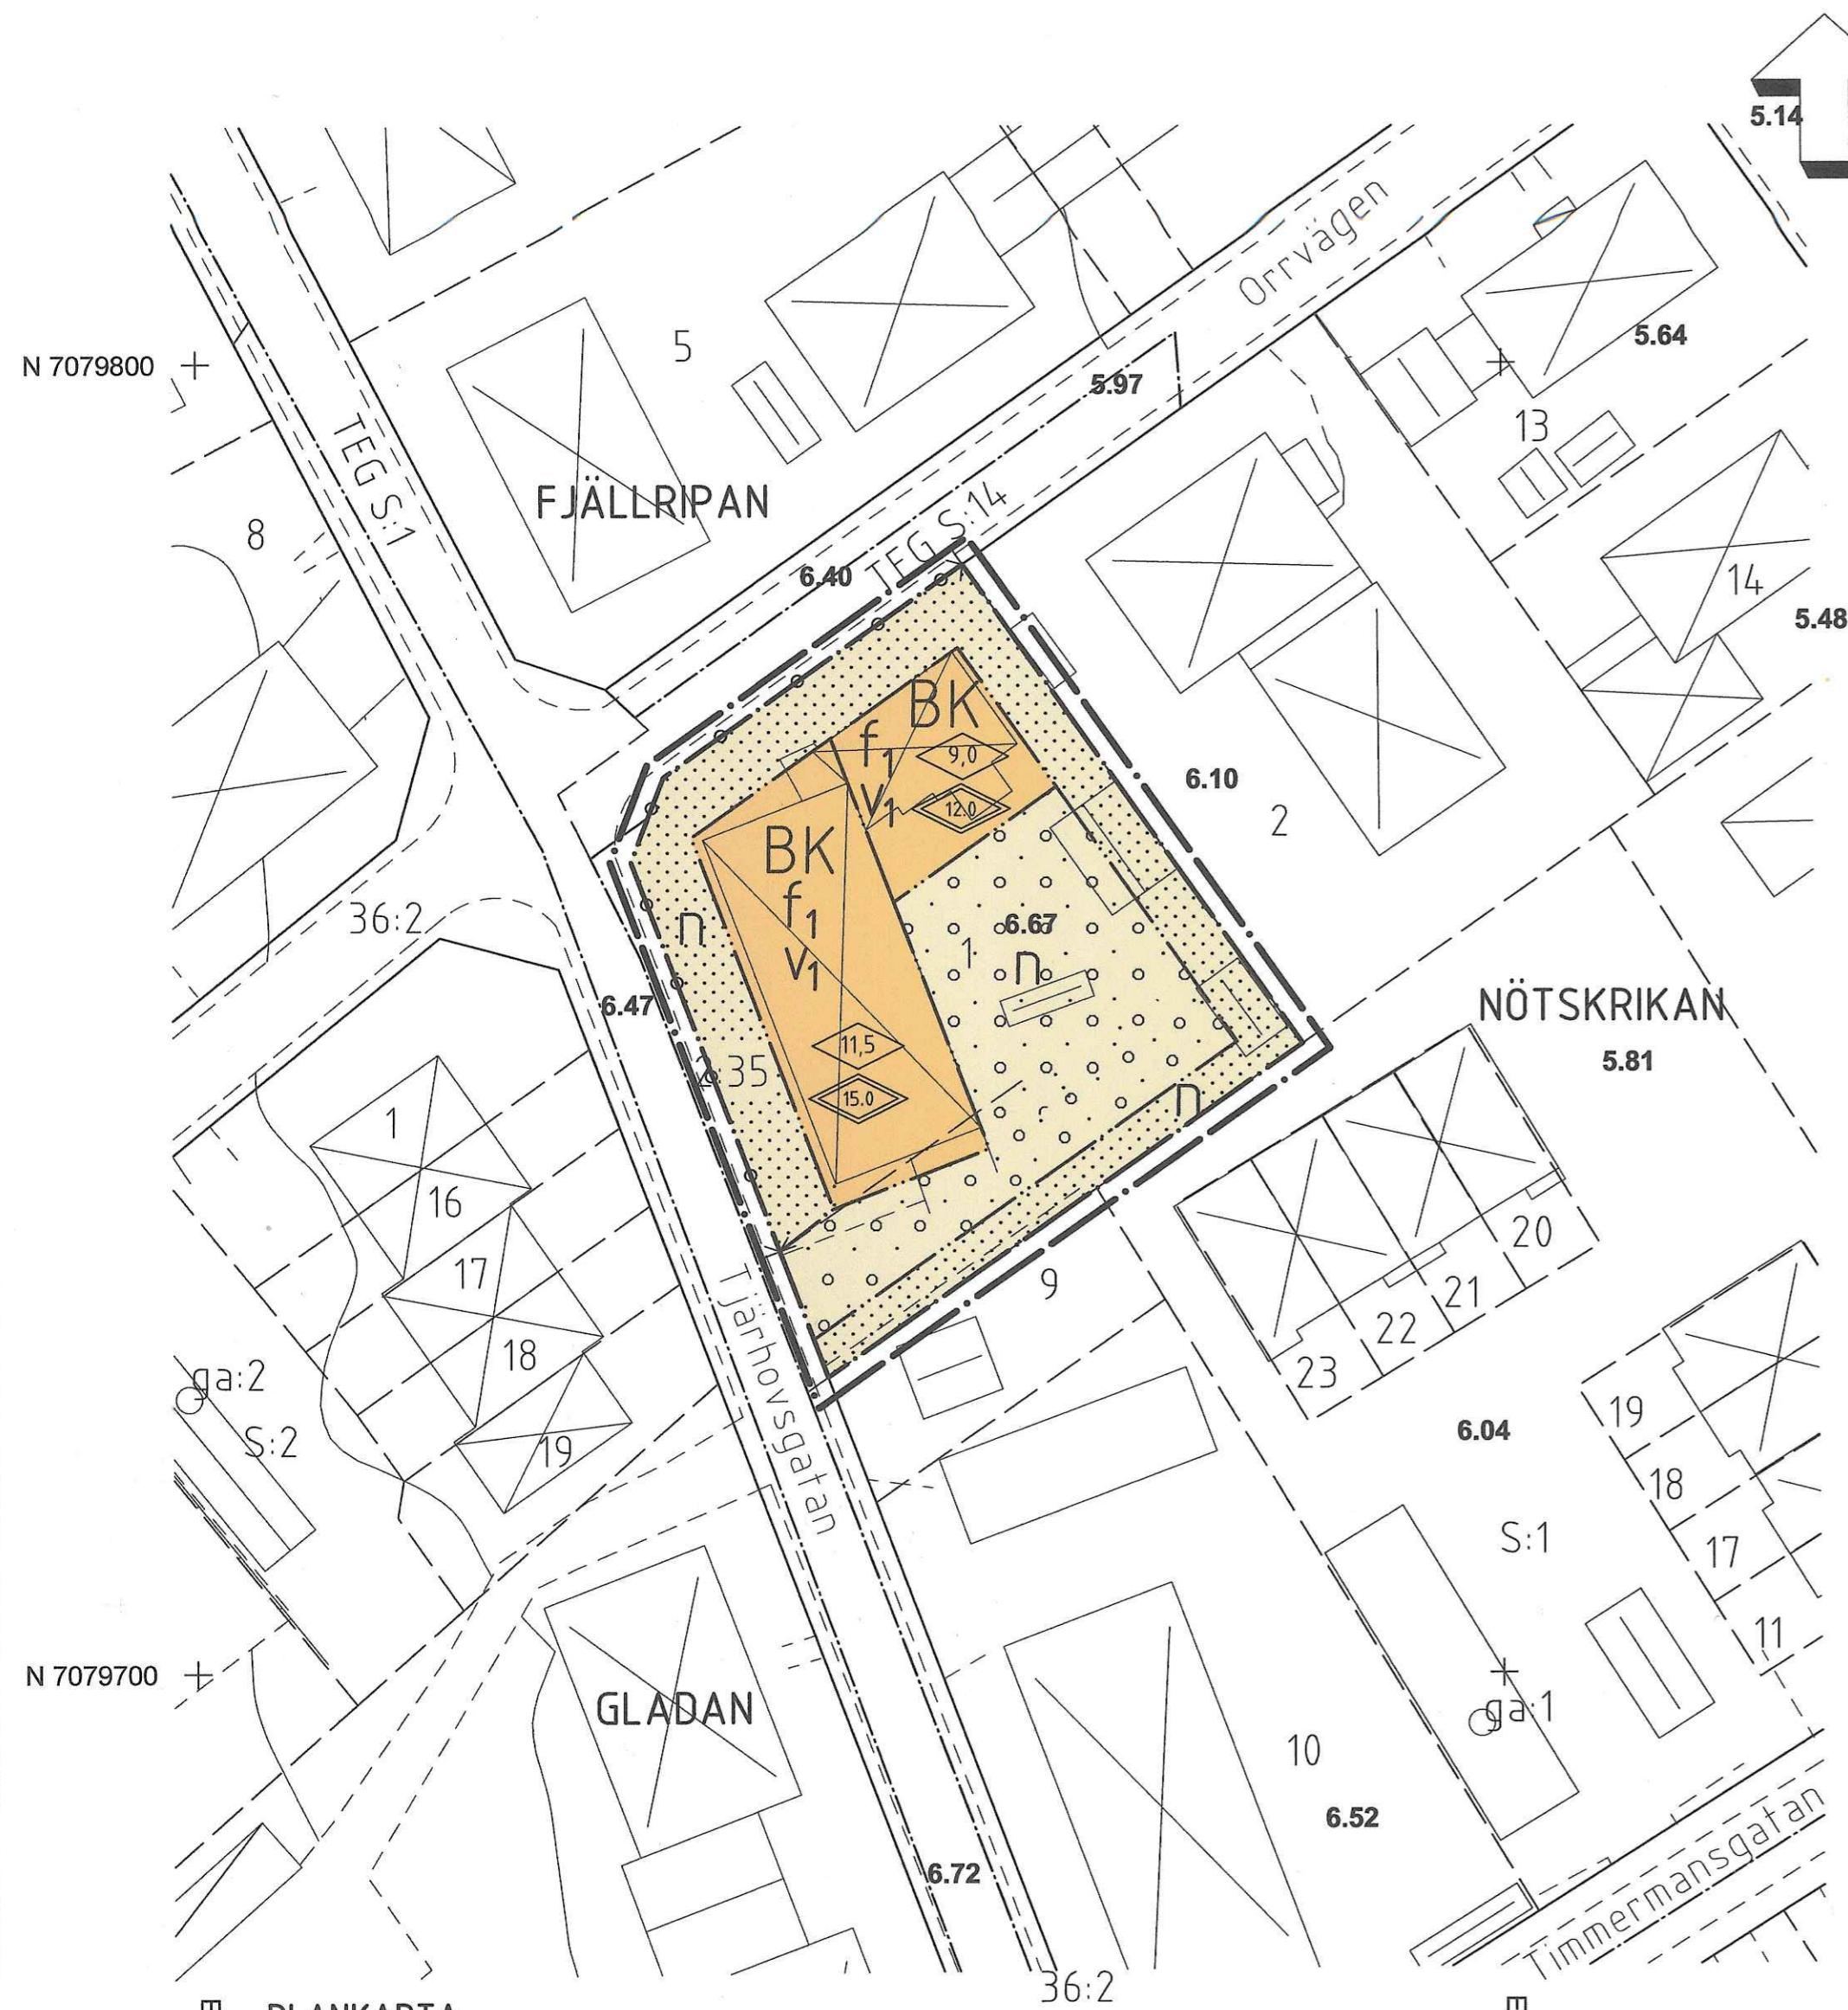 5.14
Orrvägen
N 7079800
5
5.64
5.97
13
TEG S:1
FJÄLLRIPAN
8
TEG S:14
6.40
14
5.48
BK
f1
9,0
v1
12.0
6.10
2
BK
f1
v1
36:2
n
6.67
1
n
6.47
NÖTSKRIKAN
5.81
11,5
2:35
15.0
n
1
16
17
18
19
9
20
21
22
23
Tjärhovsgatan
ga:2
S:2
6.04
19
18
17
11
S:1
N 7079700
GLADAN
ga:1
10
6.52
6.72
Timmermansgatan
36:2
E
PLANKARTA
E